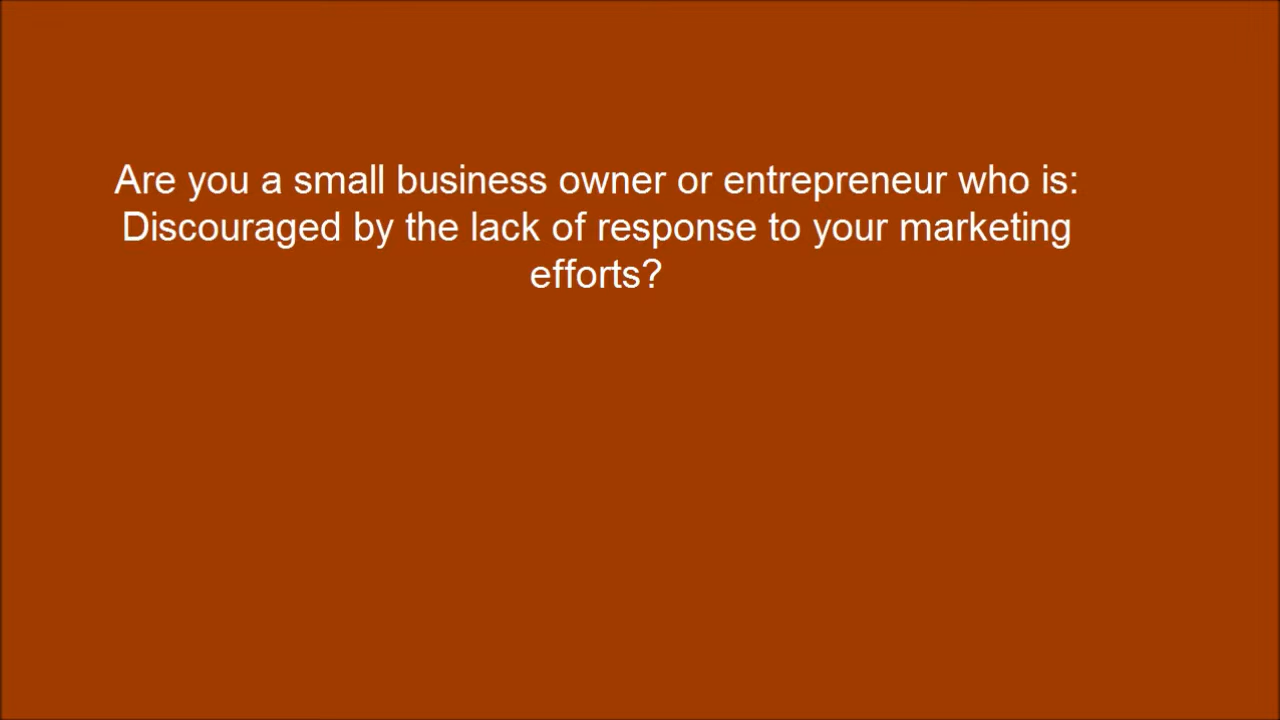 Are you a small business owner or entrepreneur who is:
Discouraged by the lack of response to your marketing
efforts?